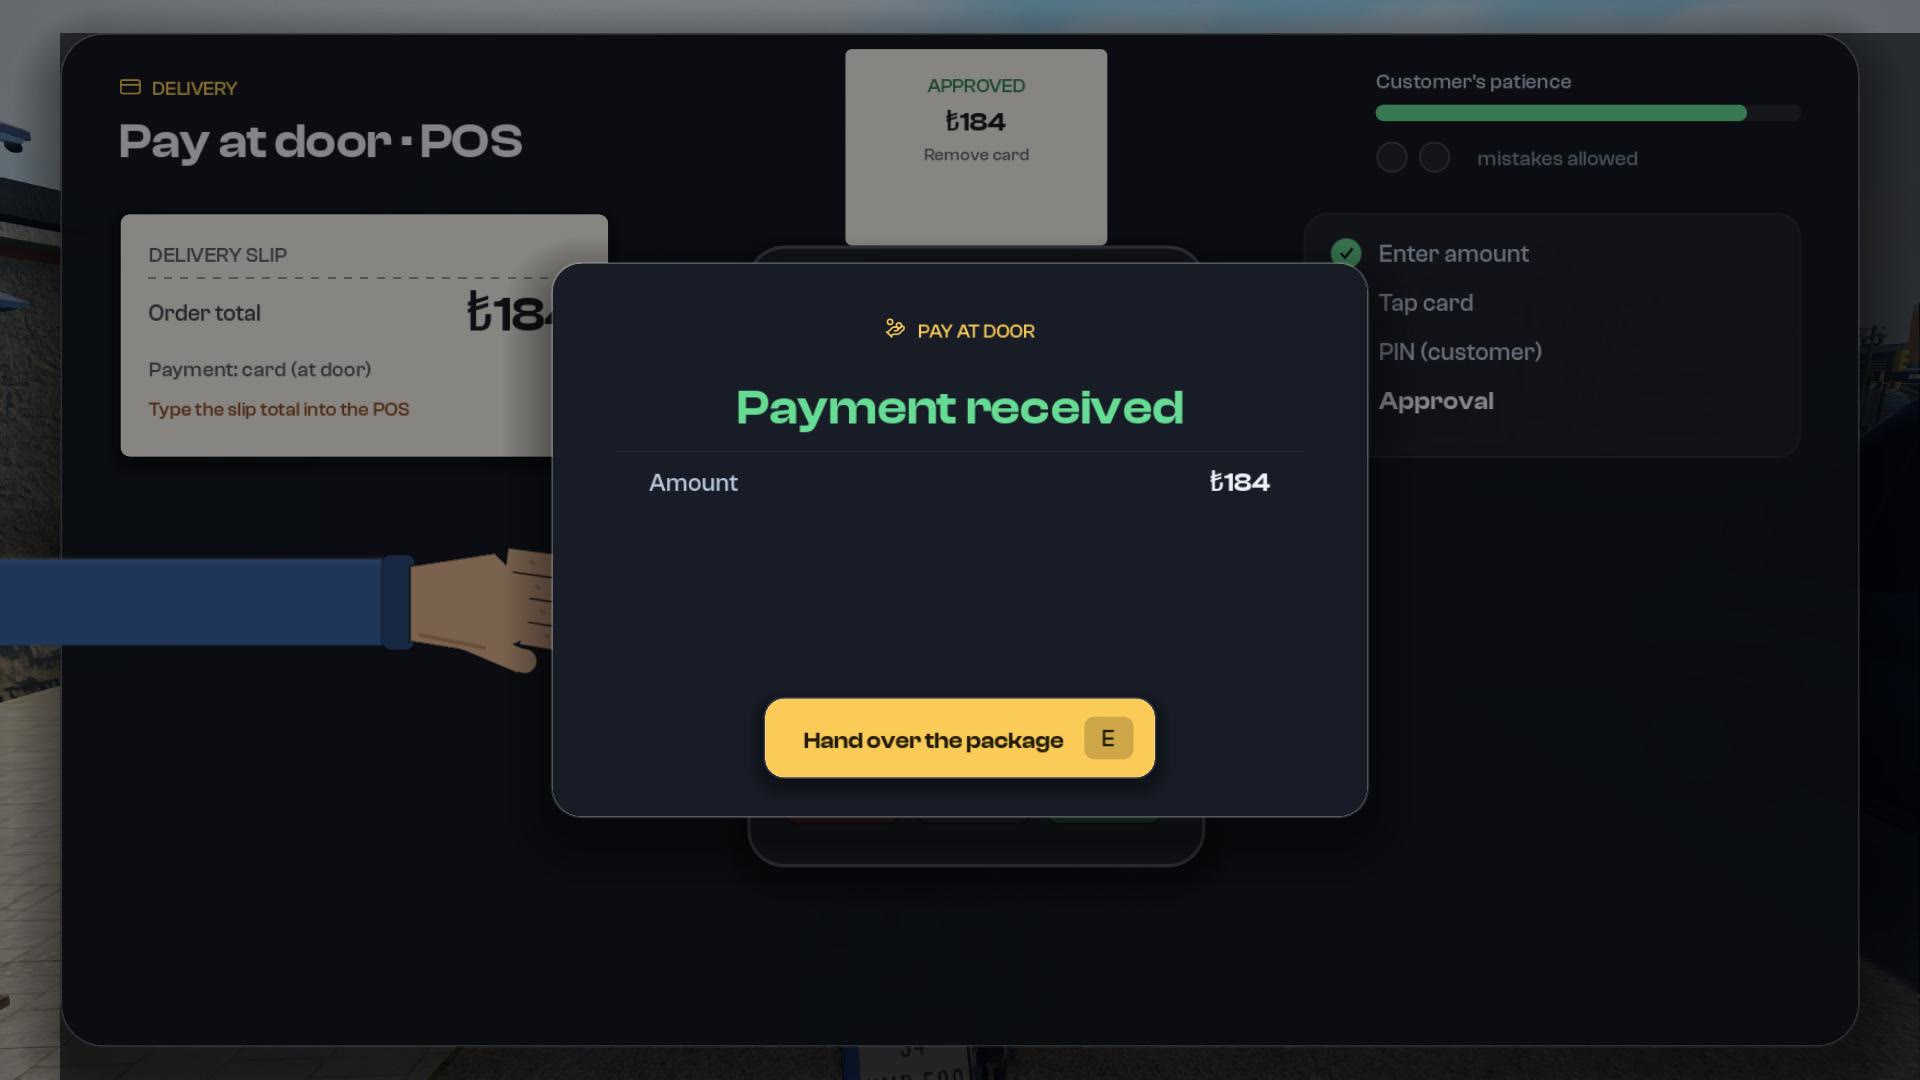 DELIVERY
Pay at door · POS
DELIVERY SLIP
Order total ₺184
Payment: card (at door)
Type the slip total into the POS
APPROVED
₺184
Remove card
Customer's patience
mistakes allowed
Enter amount
Tap card
PIN (customer)
Approval
PAY AT DOOR
Payment received
Amount ₺184
Hand over the package E